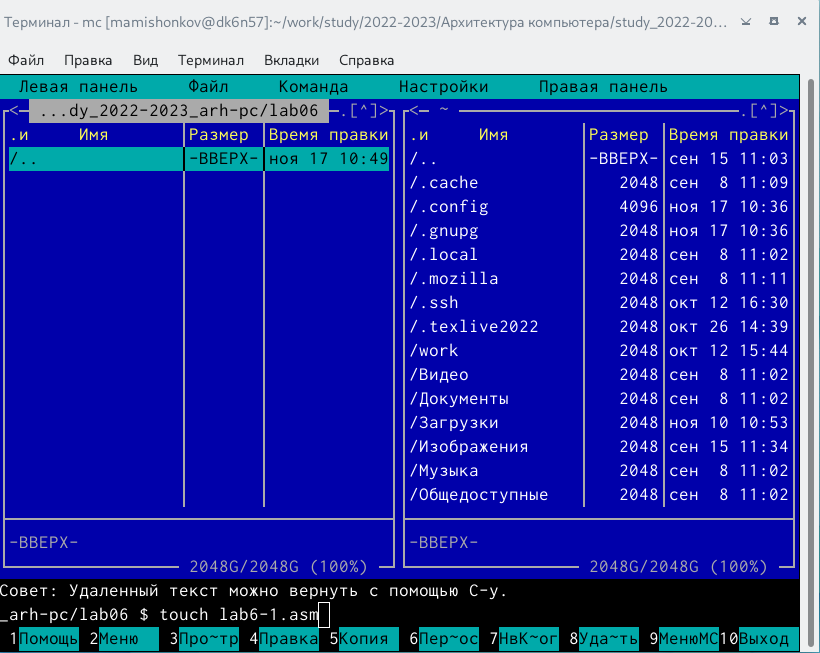 Терминал - mc [mamishonkov@dk6n57]:~/work/study/2022-2023/Архитектура компьютера/study_2022-20...
Файл Правка Вид Терминал Вкладки Справка
Левая панель Файл Команда Настройки Правая панель
<─ ...dy_2022-2023_arh-pc/lab06 ─.[^]>
.и Имя Размер Время правки
/.. -ВВЕРХ- ноя 17 10:49
-ВВЕРХ-
2048G/2048G (100%)
<─ ~ ─.[^]>
.и Имя Размер Время правки
/.. -ВВЕРХ- сен 15 11:03
/.cache 2048 сен 8 11:09
/.config 4096 ноя 17 10:36
/.gnupg 2048 ноя 17 10:36
/.local 2048 сен 8 11:02
/.mozilla 2048 сен 8 11:11
/.ssh 2048 окт 12 16:30
/.texlive2022 2048 окт 26 14:39
/work 2048 окт 12 15:44
/Видео 2048 сен 8 11:02
/Документы 2048 сен 8 11:02
/Загрузки 2048 ноя 10 10:53
/Изображения 2048 сен 15 11:34
/Музыка 2048 сен 8 11:02
/Общедоступные 2048 сен 8 11:02
-ВВЕРХ-
2048G/2048G (100%)
Совет: Удаленный текст можно вернуть с помощью C-y.
_arh-pc/lab06 $ touch lab6-1.asm
1Помощь 2Меню 3Про~тр 4Правка 5Копия 6Пер~ос 7НвК~ог 8Уда~ть 9МенюМС 10Выход